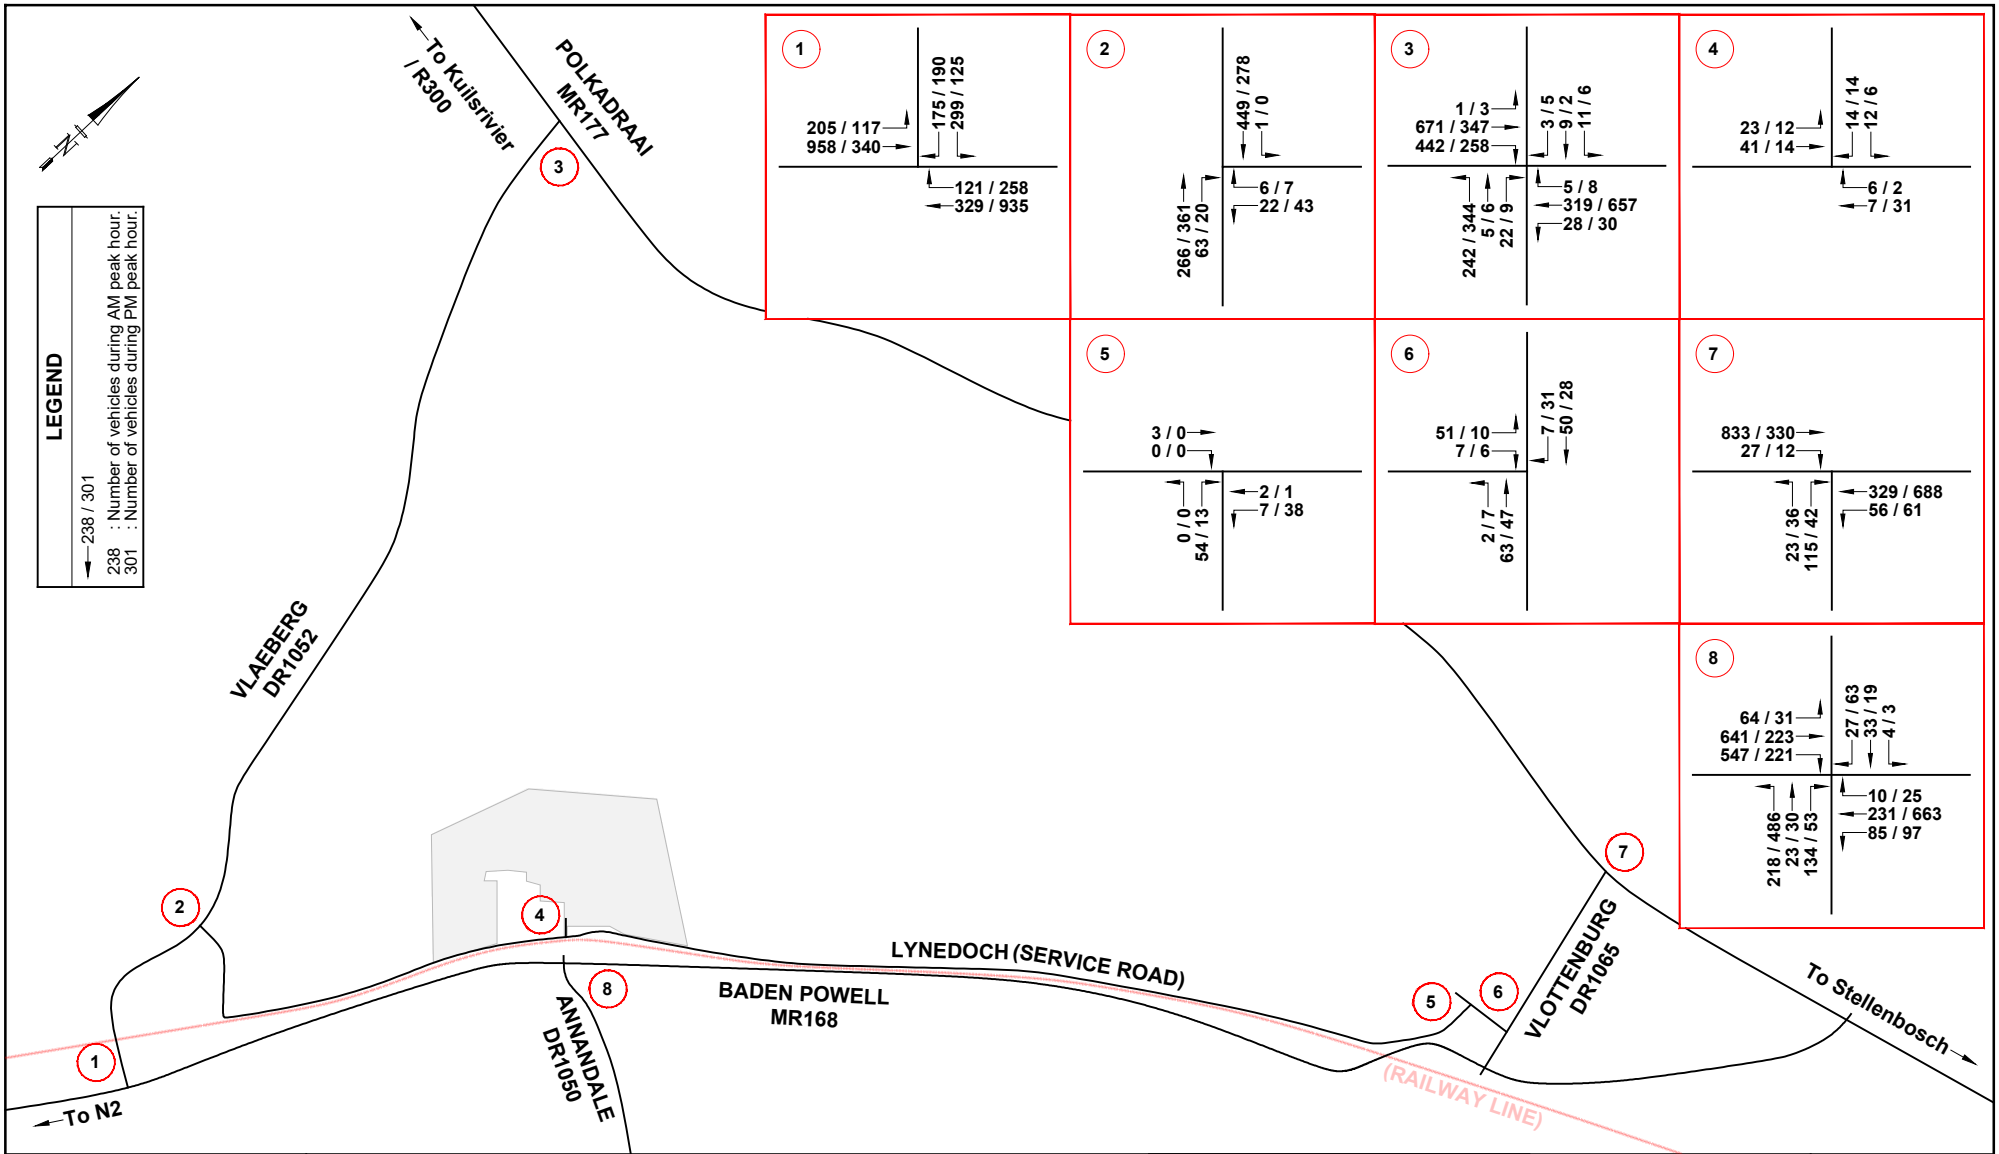 To Kuilsrivier
/ R300
POLKADRAAI
MR177
N
LEGEND
238 / 301
238 : Number of vehicles during AM peak hour.
301 : Number of vehicles during PM peak hour.
VLAEBERG
DR1052
3
2
1
4
8
5
6
7
To N2
ANNANDALE
DR1050
BADEN POWELL
MR168
LYNEDOCH (SERVICE ROAD)
VLOTTENBURG
DR1065
(RAILWAY LINE)
To Stellenbosch
1
205 / 117
958 / 340
175 / 190
299 / 125
121 / 258
329 / 935
2
449 / 278
1 / 0
266 / 361
63 / 20
6 / 7
22 / 43
3
1 / 3
671 / 347
442 / 258
3 / 5
9 / 2
11 / 6
242 / 344
5 / 6
22 / 9
5 / 8
319 / 657
28 / 30
4
23 / 12
41 / 14
14 / 14
12 / 6
6 / 2
7 / 31
5
3 / 0
0 / 0
0 / 0
54 / 13
2 / 1
7 / 38
6
51 / 10
7 / 6
7 / 31
50 / 28
2 / 7
63 / 47
7
833 / 330
27 / 12
23 / 36
115 / 42
329 / 688
56 / 61
8
64 / 31
641 / 223
547 / 221
27 / 63
33 / 19
4 / 3
218 / 486
23 / 30
134 / 53
10 / 25
231 / 663
85 / 97